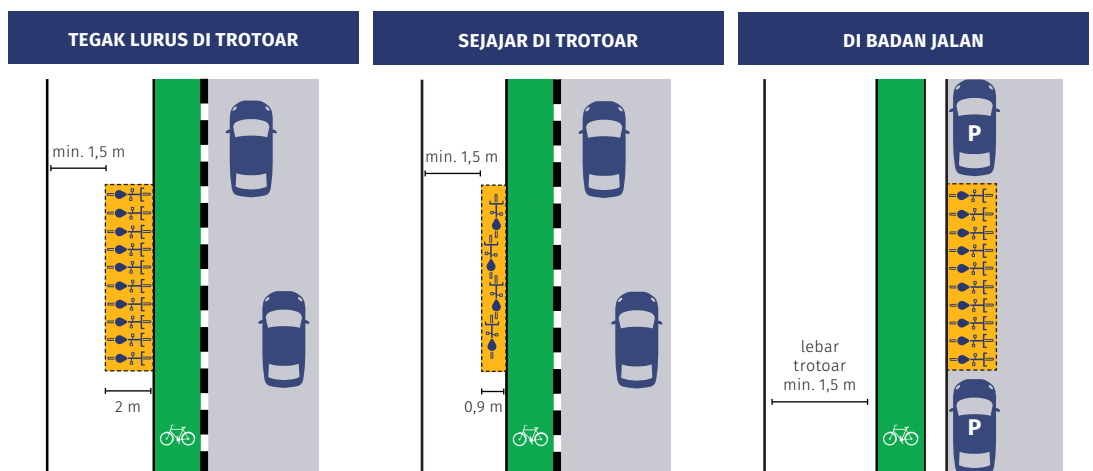 TEGAK LURUS DI TROTOAR
min. 1,5 m
2 m
SEJAJAR DI TROTOAR
min. 1,5 m
0,9 m
DI BADAN JALAN
P
lebar
trotoar
min. 1,5 m
P